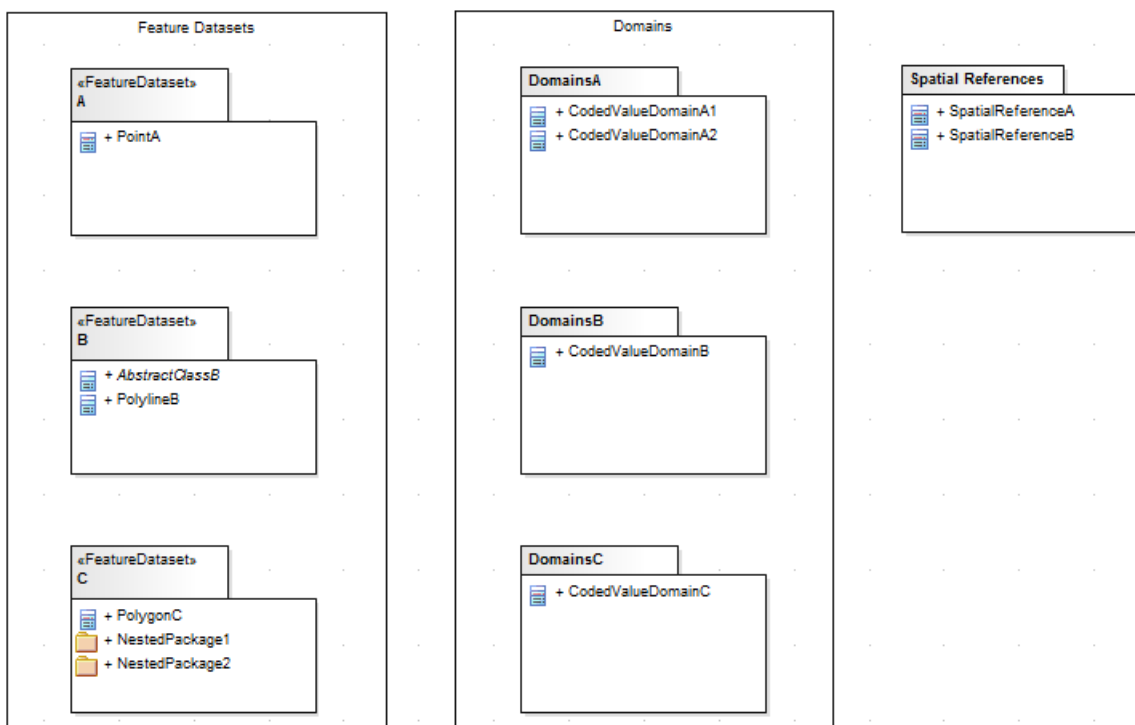 Feature Datasets
«FeatureDataset»
A
+ PointA
«FeatureDataset»
B
+ AbstractClassB
+ PolylineB
«FeatureDataset»
C
+ PolygonC
+ NestedPackage1
+ NestedPackage2
Domains
DomainsA
+ CodedValueDomainA1
+ CodedValueDomainA2
DomainsB
+ CodedValueDomainB
DomainsC
+ CodedValueDomainC
Spatial References
+ SpatialReferenceA
+ SpatialReferenceB